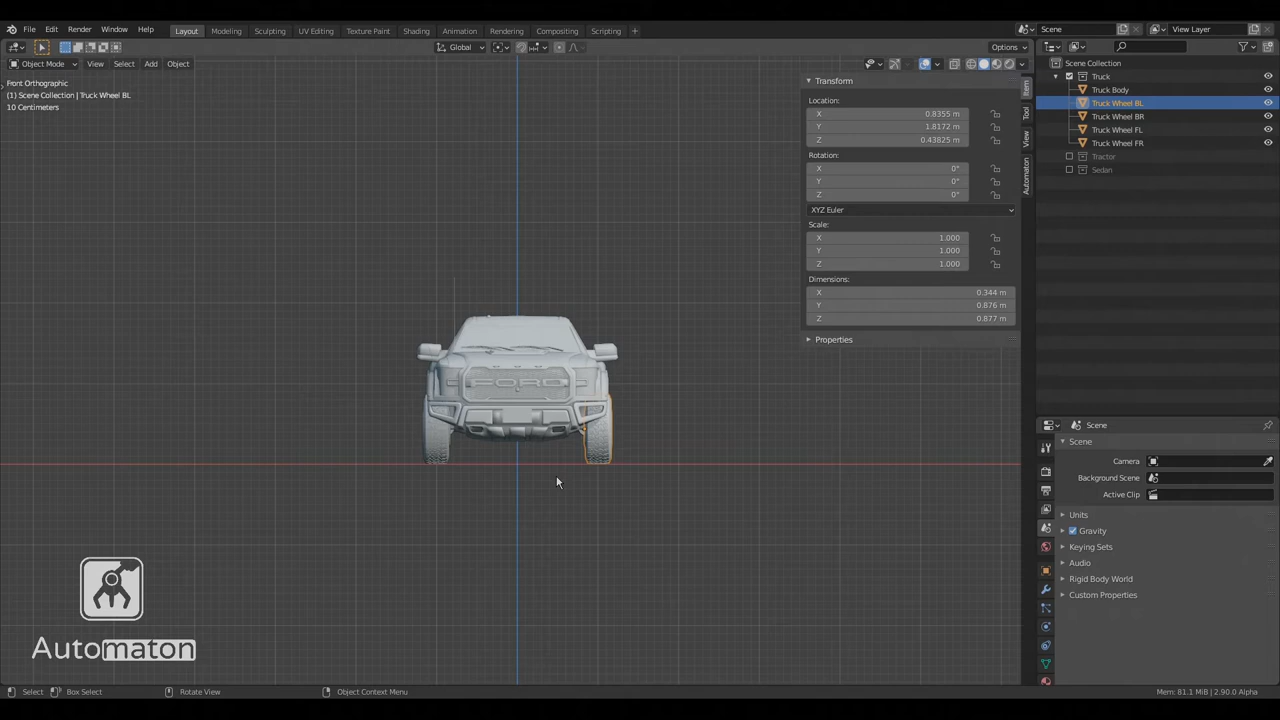 File Edit Render Window Help Layout Modeling Sculpting UV Editing Texture Paint Shading Animation Rendering Compositing Scripting + Scene View Layer
Global Options
Object Mode View Select Add Object
Front Orthographic
(1) Scene Collection | Truck Wheel BL
10 Centimeters
Transform
Location:
X 0.8355 m
Y 1.8172 m
Z 0.43825 m
Rotation:
X 0°
Y 0°
Z 0°
XYZ Euler
Scale:
X 1.000
Y 1.000
Z 1.000
Dimensions:
X 0.344 m
Y 0.876 m
Z 0.877 m
Properties
Item
Tool
View
Automaton
Scene Collection
Truck
Truck Body
Truck Wheel BL
Truck Wheel BR
Truck Wheel FL
Truck Wheel FR
Tractor
Sedan
FORD
Scene
Scene
Camera
Background Scene
Active Clip
Units
Gravity
Keying Sets
Audio
Rigid Body World
Custom Properties
Automaton
Select Box Select Rotate View Object Context Menu Mem: 81.1 MiB | 2.90.0 Alpha